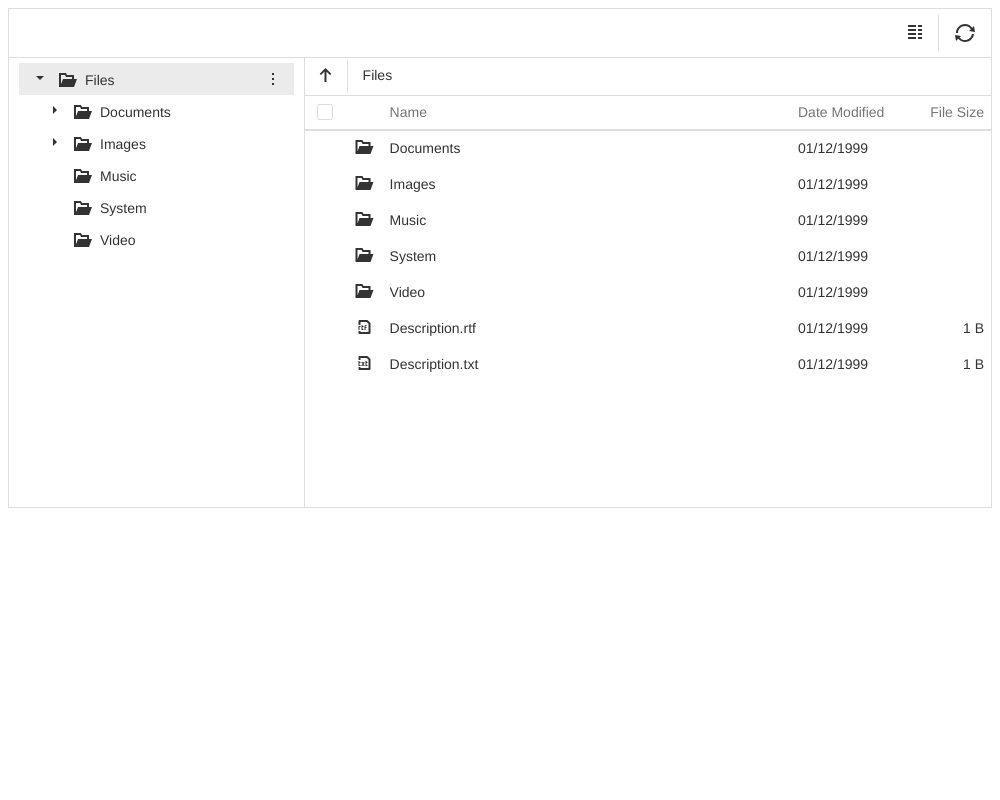 Files
Documents
Images
Music
System
Video
Files
Name Date Modified File Size
Documents 01/12/1999
Images 01/12/1999
Music 01/12/1999
System 01/12/1999
Video 01/12/1999
rtf Description.rtf 01/12/1999 1 B
txt Description.txt 01/12/1999 1 B